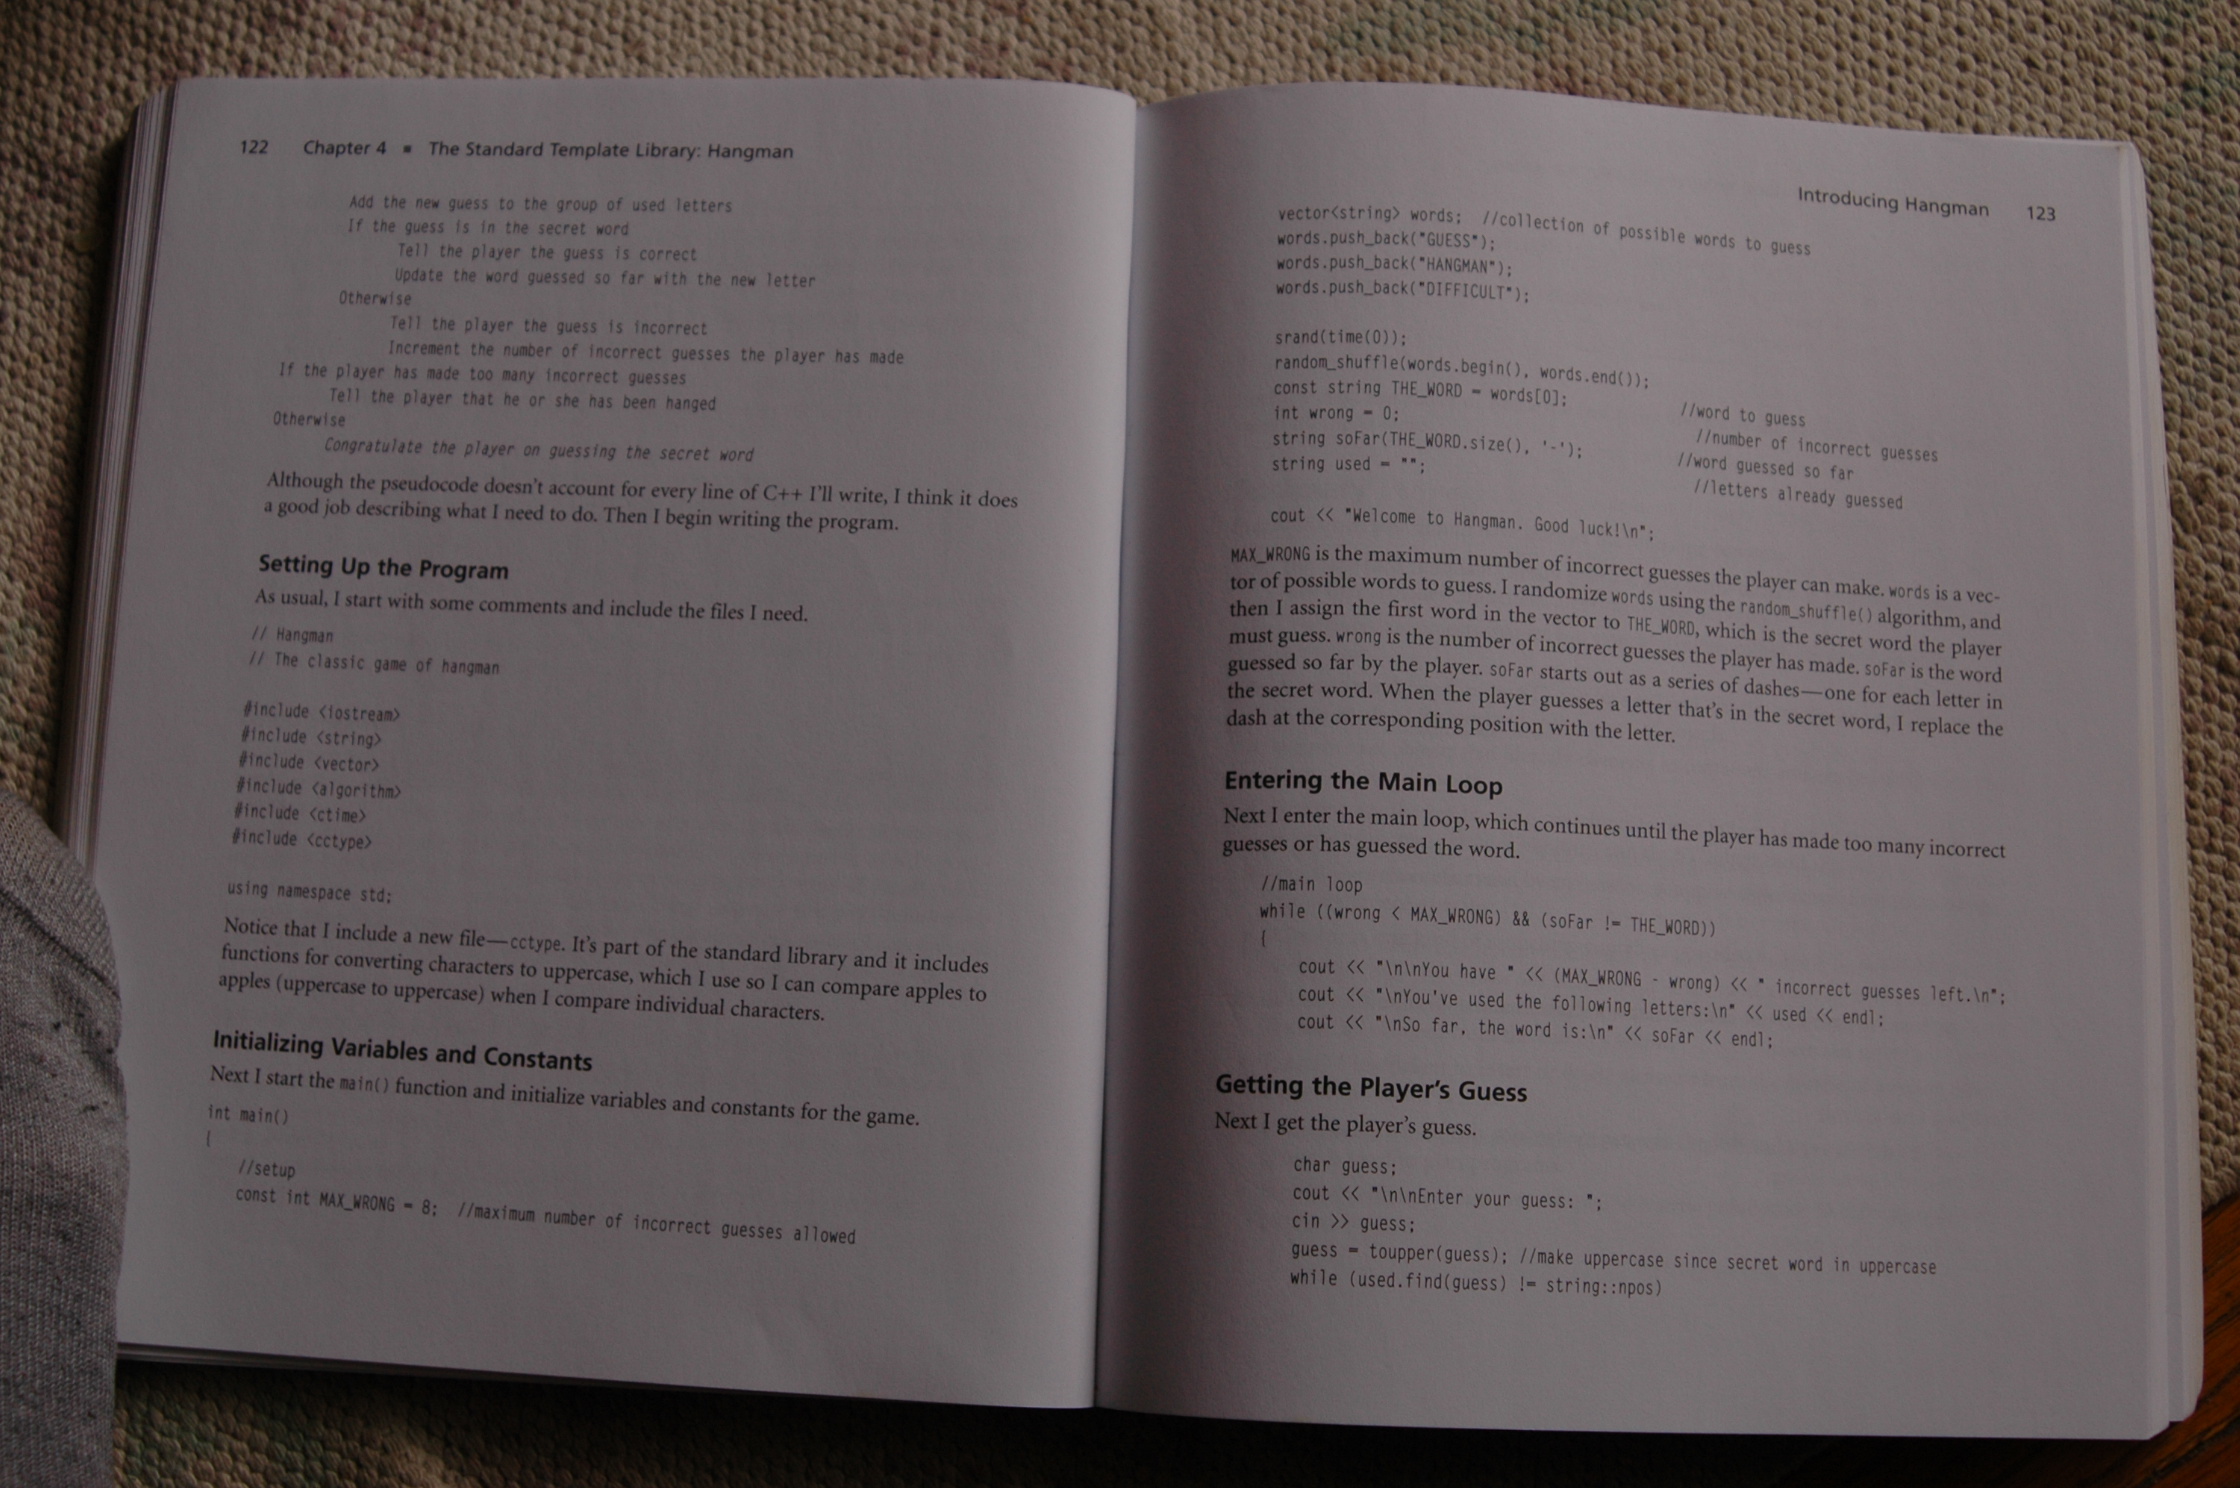 122 Chapter 4 ■ The Standard Template Library: Hangman
Add the new guess to the group of used letters
If the guess is in the secret word
Tell the player the guess is correct
Update the word guessed so far with the new letter
Otherwise
Tell the player the guess is incorrect
Increment the number of incorrect guesses the player has made
If the player has made too many incorrect guesses
Tell the player that he or she has been hanged
Otherwise
Congratulate the player on guessing the secret word
Although the pseudocode doesn't account for every line of C++ I'll write, I think it does
a good job describing what I need to do. Then I begin writing the program.
Setting Up the Program
As usual, I start with some comments and include the files I need.
// Hangman
// The classic game of hangman
#include <iostream>
#include <string>
#include <vector>
#include <algorithm>
#include <ctime>
#include <cctype>
using namespace std;
Notice that I include a new file—cctype. It's part of the standard library and it includes
functions for converting characters to uppercase, which I use so I can compare apples to
apples (uppercase to uppercase) when I compare individual characters.
Initializing Variables and Constants
Next I start the main() function and initialize variables and constants for the game.
int main()
{
//setup
const int MAX_WRONG = 8; //maximum number of incorrect guesses allowed
Introducing Hangman 123
vector<string> words; //collection of possible words to guess
words.push_back("GUESS");
words.push_back("HANGMAN");
words.push_back("DIFFICULT");
srand(time(0));
random_shuffle(words.begin(), words.end());
const string THE_WORD = words[0]; //word to guess
int wrong = 0; //number of incorrect guesses
string soFar(THE_WORD.size(), '-'); //word guessed so far
string used = ""; //letters already guessed
cout << "Welcome to Hangman. Good luck!\n";
MAX_WRONG is the maximum number of incorrect guesses the player can make. words is a vec-
tor of possible words to guess. I randomize words using the random_shuffle() algorithm, and
then I assign the first word in the vector to THE_WORD, which is the secret word the player
must guess. wrong is the number of incorrect guesses the player has made. soFar is the word
guessed so far by the player. soFar starts out as a series of dashes—one for each letter in
the secret word. When the player guesses a letter that's in the secret word, I replace the
dash at the corresponding position with the letter.
Entering the Main Loop
Next I enter the main loop, which continues until the player has made too many incorrect
guesses or has guessed the word.
//main loop
while ((wrong < MAX_WRONG) && (soFar != THE_WORD))
{
cout << "\n\nYou have " << (MAX_WRONG - wrong) << " incorrect guesses left.\n";
cout << "\nYou've used the following letters:\n" << used << endl;
cout << "\nSo far, the word is:\n" << soFar << endl;
Getting the Player's Guess
Next I get the player's guess.
char guess;
cout << "\n\nEnter your guess: ";
cin >> guess;
guess = toupper(guess); //make uppercase since secret word in uppercase
while (used.find(guess) != string::npos)